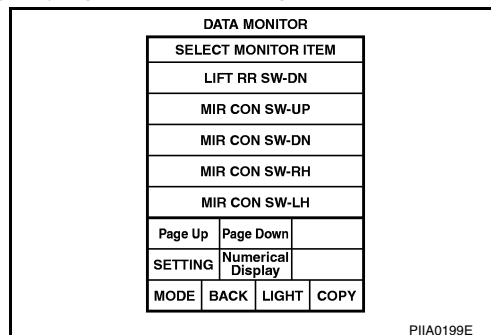 DATA MONITOR
SELECT MONITOR ITEM
LIFT RR SW-DN
MIR CON SW-UP
MIR CON SW-DN
MIR CON SW-RH
MIR CON SW-LH
Page Up Page Down
SETTING Numerical Display
MODE BACK LIGHT COPY
PIIA0199E